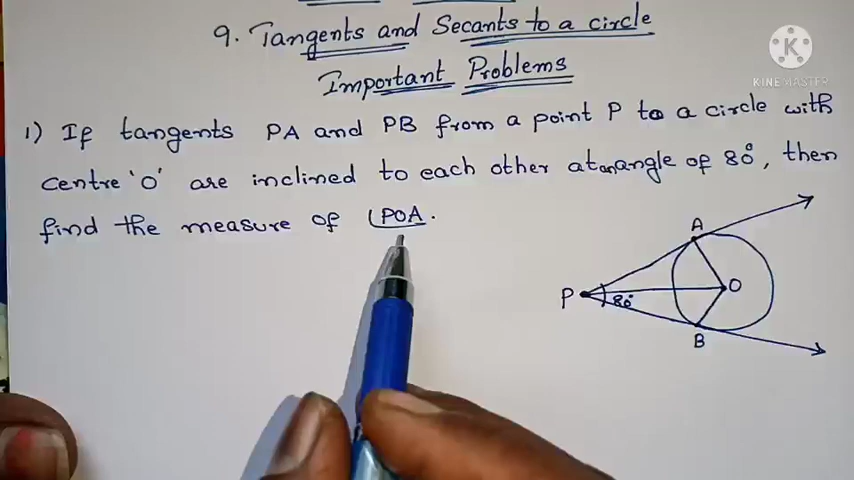 9. Tangents and Secants to a circle
Important Problems
K
KINEMASTER
1) If tangents PA and PB from a point P to a circle with
centre 'O' are inclined to each other at an angle of 80°, then
find the measure of ∠POA.
A
P
80°
O
B